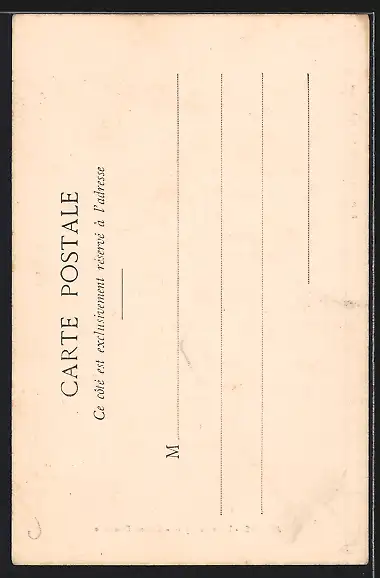 CARTE POSTALE
Ce côté est exclusivement réservé à l'adresse
M